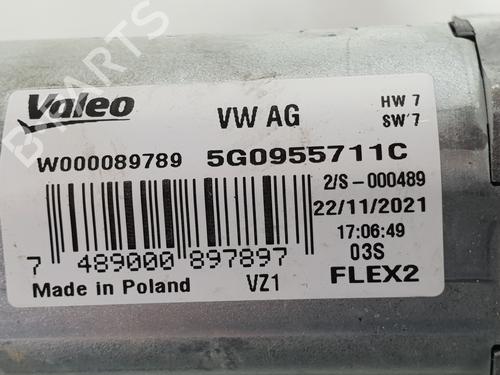 Valeo
VW AG
HW 7
SW'7
W000089789
5G0955711C
2/S-000489
22/11/2021
17:06:49
03S
7 489000 897897
Made in Poland
VZ1
FLEX2
B PARTS